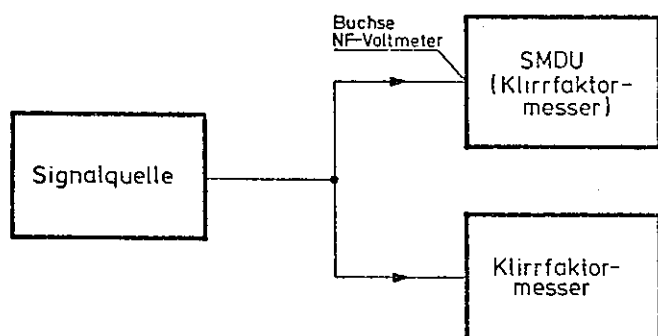 Buchse
NF-Voltmeter
SMDU
(Klirrfaktor-
messer)
Signalquelle
Klirrfaktor-
messer